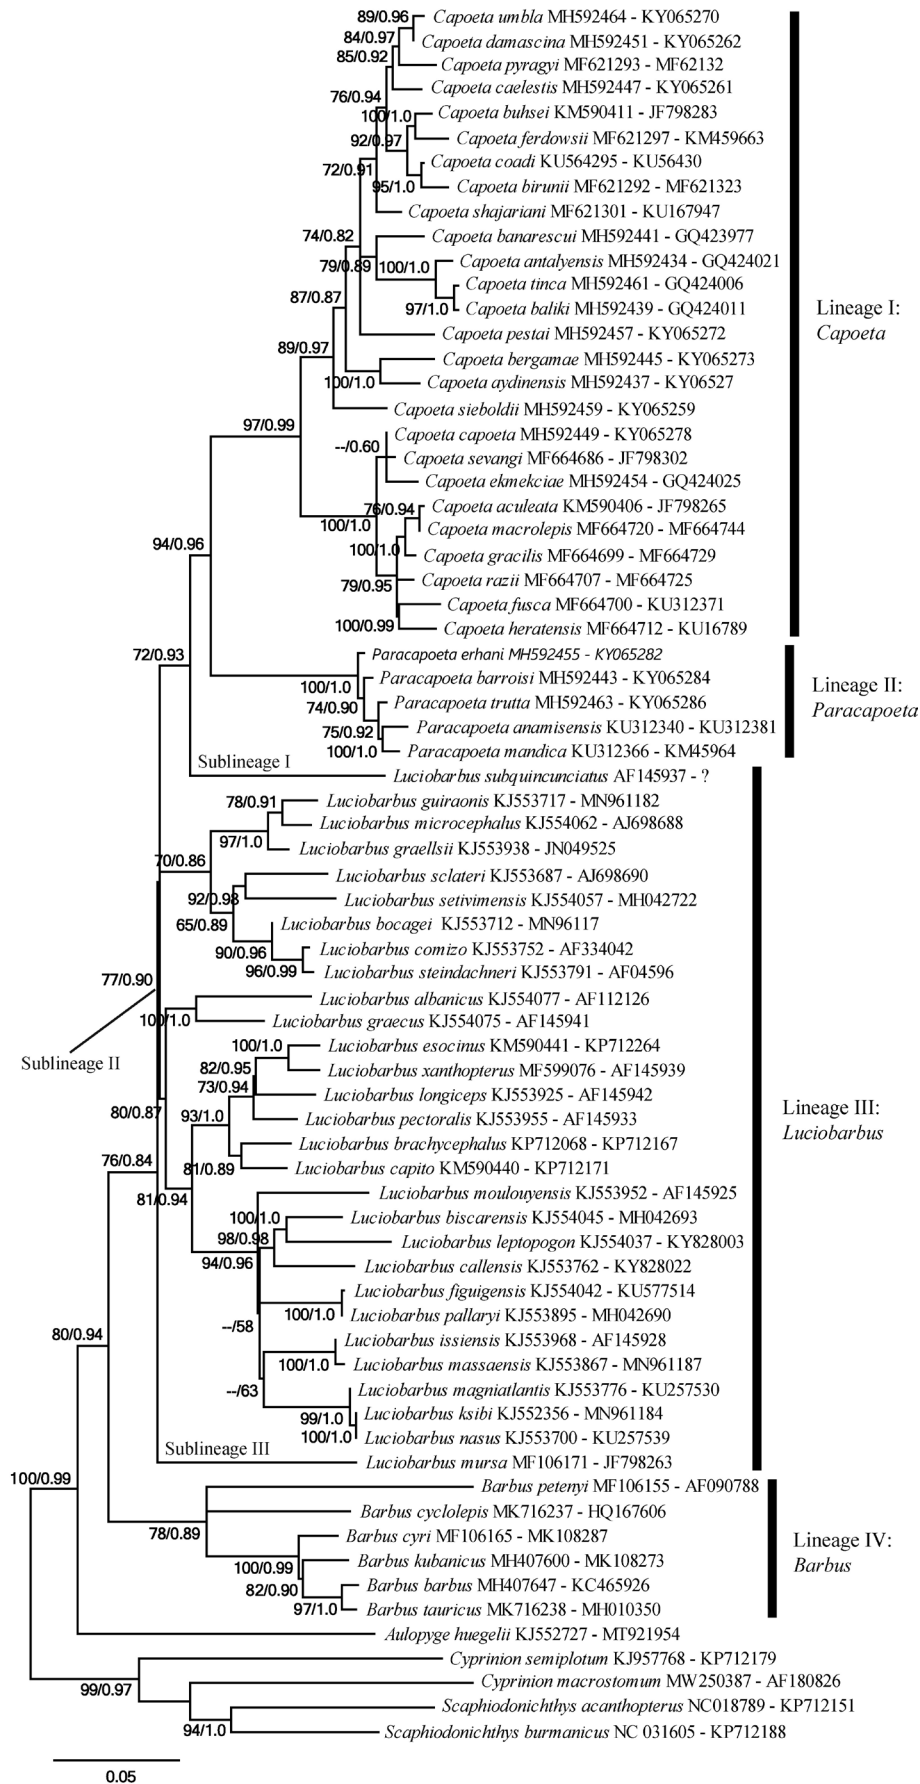 89/0.96
Capoeta umbla MH592464 - KY065270
84/0.97
Capoeta damascina MH592451 - KY065262
85/0.92
Capoeta pyragyi MF621293 - MF62132
Capoeta caelestis MH592447 - KY065261
76/0.94
Capoeta buhsei KM590411 - JF798283
100/1.0
Capoeta ferdowsii MF621297 - KM459663
92/0.97
Capoeta coadi KU564295 - KU56430
72/0.91
95/1.0
Capoeta birunii MF621292 - MF621323
Capoeta shajariani MF621301 - KU167947
74/0.82
Capoeta banarescui MH592441 - GQ423977
79/0.89
100/1.0
Capoeta antalyensis MH592434 - GQ424021
Capoeta tinca MH592461 - GQ424006
87/0.87
97/1.0
Capoeta baliki MH592439 - GQ424011
Lineage I:
Capoeta
Capoeta pestai MH592457 - KY065272
89/0.97
Capoeta bergamae MH592445 - KY065273
100/1.0
Capoeta aydinensis MH592437 - KY06527
Capoeta sieboldii MH592459 - KY065259
97/0.99
Capoeta capoeta MH592449 - KY065278
--/0.60
Capoeta sevangi MF664686 - JF798302
Capoeta ekmekciae MH592454 - GQ424025
76/0.94
Capoeta aculeata KM590406 - JF798265
100/1.0
Capoeta macrolepis MF664720 - MF664744
94/0.96
100/1.0
Capoeta gracilis MF664699 - MF664729
79/0.95
Capoeta razii MF664707 - MF664725
Capoeta fusca MF664700 - KU312371
100/0.99
Capoeta heratensis MF664712 - KU16789
72/0.93
Paracapoeta erhani MH592455 - KY065282
100/1.0
Paracapoeta barroisi MH592443 - KY065284
Lineage II:
Paracapoeta
74/0.90
Paracapoeta trutta MH592463 - KY065286
75/0.92
Paracapoeta anamisensis KU312340 - KU312381
100/1.0
Paracapoeta mandica KU312366 - KM45964
Sublineage I
Luciobarbus subquincunciatus AF145937 - ?
78/0.91
Luciobarbus guiraonis KJ553717 - MN961182
Luciobarbus microcephalus KJ554062 - AJ698688
97/1.0
Luciobarbus graellsii KJ553938 - JN049525
70/0.86
Luciobarbus sclateri KJ553687 - AJ698690
92/0.98
Luciobarbus setivimensis KJ554057 - MH042722
65/0.89
Luciobarbus bocagei KJ553712 - MN96117
90/0.96
Luciobarbus comizo KJ553752 - AF334042
96/0.99
Luciobarbus steindachneri KJ553791 - AF04596
77/0.90
Luciobarbus albanicus KJ554077 - AF112126
100/1.0
Luciobarbus graecus KJ554075 - AF145941
Sublineage II
100/1.0
Luciobarbus esocinus KM590441 - KP712264
82/0.95
Luciobarbus xanthopterus MF599076 - AF145939
73/0.94
Luciobarbus longiceps KJ553925 - AF145942
80/0.87
93/1.0
Luciobarbus pectoralis KJ553955 - AF145933
Lineage III:
Luciobarbus
Luciobarbus brachycephalus KP712068 - KP712167
76/0.84
81/0.89
Luciobarbus capito KM590440 - KP712171
81/0.94
Luciobarbus moulouyensis KJ553952 - AF145925
100/1.0
Luciobarbus biscarensis KJ554045 - MH042693
98/0.98
Luciobarbus leptopogon KJ554037 - KY828003
94/0.96
Luciobarbus callensis KJ553762 - KY828022
Luciobarbus figuigensis KJ554042 - KU577514
100/1.0
Luciobarbus pallaryi KJ553895 - MH042690
--/58
80/0.94
Luciobarbus issiensis KJ553968 - AF145928
100/1.0
Luciobarbus massaensis KJ553867 - MN961187
--/63
Luciobarbus magniatlantis KJ553776 - KU257530
99/1.0
Luciobarbus ksibi KJ552356 - MN961184
100/1.0
Luciobarbus nasus KJ553700 - KU257539
Sublineage III
Luciobarbus mursa MF106171 - JF798263
100/0.99
Barbus petenyi MF106155 - AF090788
Barbus cyclolepis MK716237 - HQ167606
78/0.89
Barbus cyri MF106165 - MK108287
Lineage IV:
Barbus
100/0.99
Barbus kubanicus MH407600 - MK108273
82/0.90
Barbus barbus MH407647 - KC465926
97/1.0
Barbus tauricus MK716238 - MH010350
Aulopyge huegelii KJ552727 - MT921954
Cyprinion semiplotum KJ957768 - KP712179
99/0.97
Cyprinion macrostomum MW250387 - AF180826
Scaphiodonichthys acanthopterus NC018789 - KP712151
94/1.0
Scaphiodonichthys burmanicus NC 031605 - KP712188
0.05